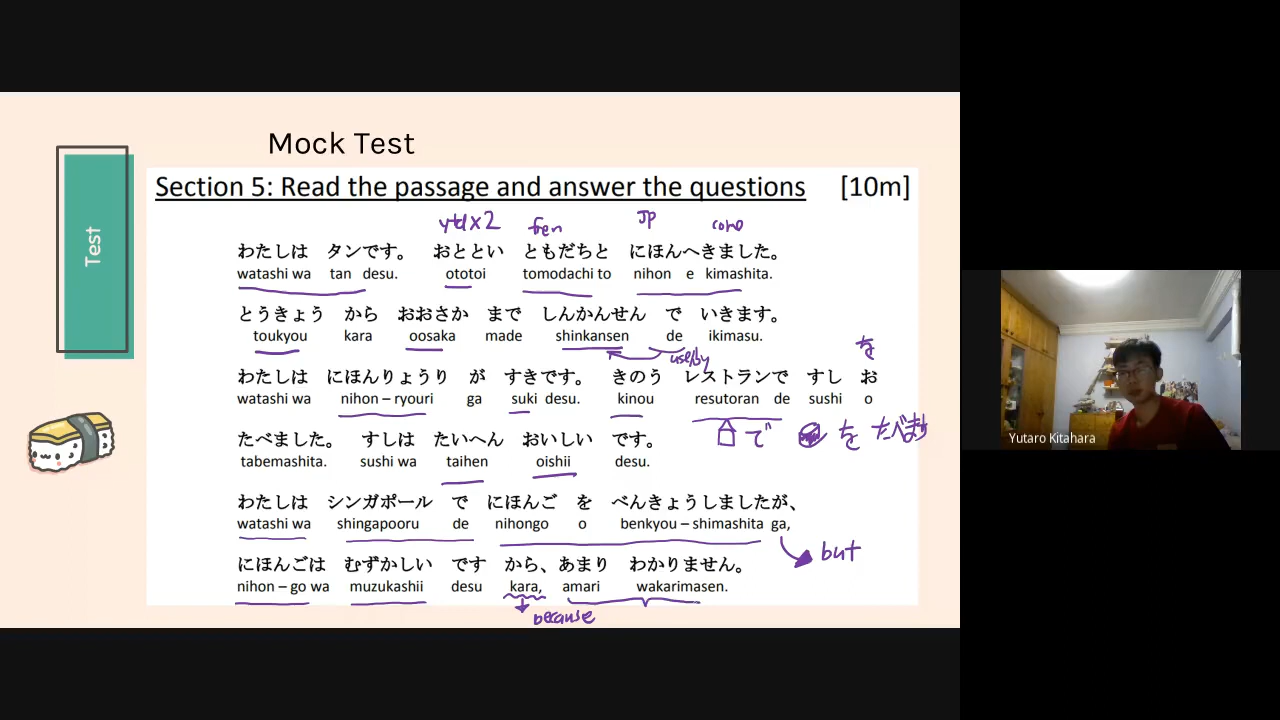 Mock Test
Test
Section 5: Read the passage and answer the questions [10m]
ytd x2 fren JP come
わたしは タンです。 おととい ともだちと にほんへきました。
watashi wa tan desu. ototoi tomodachi to nihon e kimashita.
とうきょう から おおさか まで しんかんせん で いきます。
toukyou kara oosaka made shinkansen de ikimasu.
use/by を
わたしは にほんりょうり が すきです。 きのう レストランで すし お
watashi wa nihon – ryouri ga suki desu. kinou resutoran de sushi o
で を たべます
たべました。 すしは たいへん おいしい です。
tabemashita. sushi wa taihen oishii desu.
わたしは シンガポール で にほんご を べんきょうしましたが、
watashi wa shingapooru de nihongo o benkyou – shimashita ga,
but
にほんごは むずかしい です から、あまり わかりません。
nihon – go wa muzukashii desu kara, amari wakarimasen.
because
Yutaro Kitahara